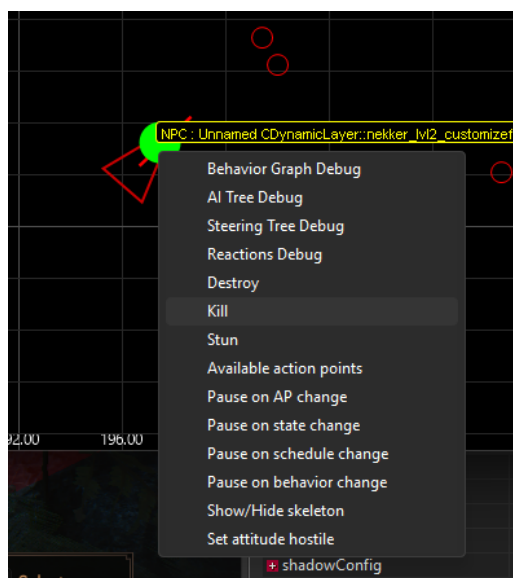 NPC : Unnamed CDynamicLayer::nekker_lvl2_customizef
Behavior Graph Debug
AI Tree Debug
Steering Tree Debug
Reactions Debug
Destroy
Kill
Stun
Available action points
Pause on AP change
92.00 196.00
Pause on state change
Pause on schedule change
Pause on behavior change
Show/Hide skeleton
Set attitude hostile
shadowConfig